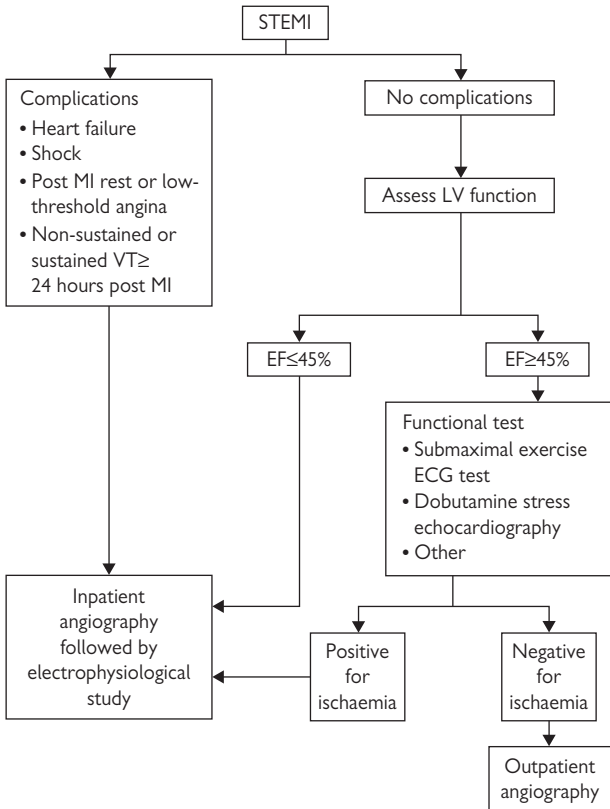 STEMI
Complications
• Heart failure
• Shock
• Post MI rest or low-
threshold angina
• Non-sustained or
sustained VT≥
24 hours post MI
No complications
Assess LV function
EF≤45%
EF≥45%
Functional test
• Submaximal exercise
ECG test
• Dobutamine stress
echocardiography
• Other
Inpatient
angiography
followed by
electrophysiological
study
Positive
for
ischaemia
Negative
for
ischaemia
Outpatient
angiography